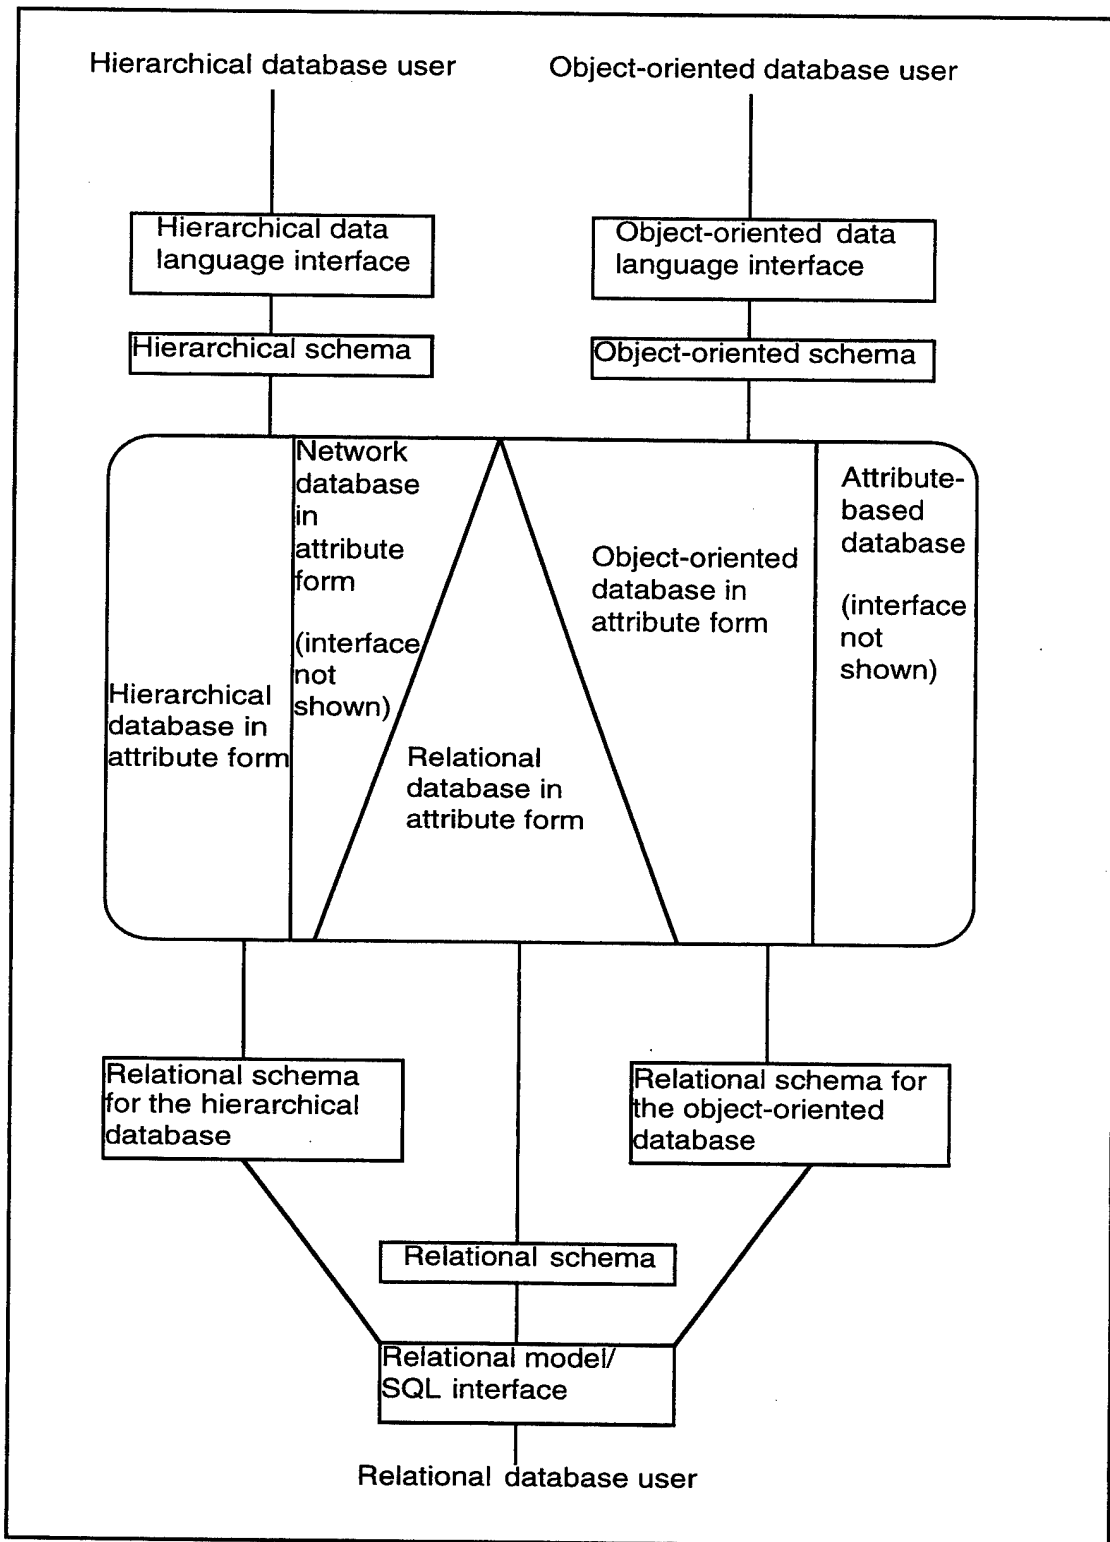 Hierarchical database user
Object-oriented database user
Hierarchical data
language interface
Object-oriented data
language interface
Hierarchical schema
Object-oriented schema
Network
database
in
attribute
form
(interface
not
shown)
Attribute-
based
database
(interface
not
shown)
Object-oriented
database in
attribute form
Hierarchical
database in
attribute form
Relational
database in
attribute form
Relational schema
for the hierarchical
database
Relational schema for
the object-oriented
database
Relational schema
Relational model/
SQL interface
Relational database user